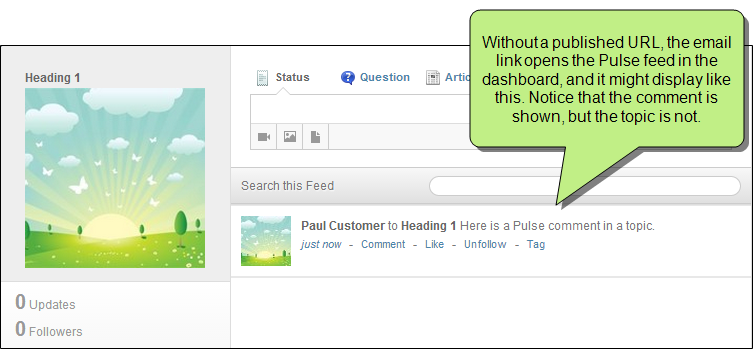 Without a published URL, the email
link opens the Pulse feed in the
dashboard, and it might display like
this. Notice that the comment is
shown, but the topic is not.
Heading 1
Status Question
Search this Feed
Paul Customer to Heading 1 Here is a Pulse comment in a topic.
just now - Comment - Like - Unfollow - Tag
0 Updates
0 Followers